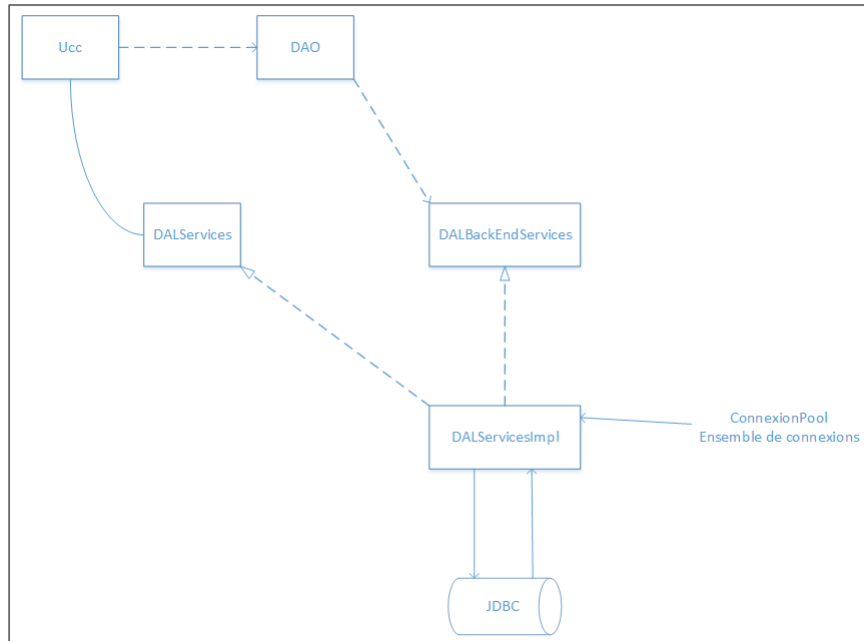 Ucc
DAO
DALServices
DALBackEndServices
DALServicesImpl
ConnexionPool
Ensemble de connexions
JDBC